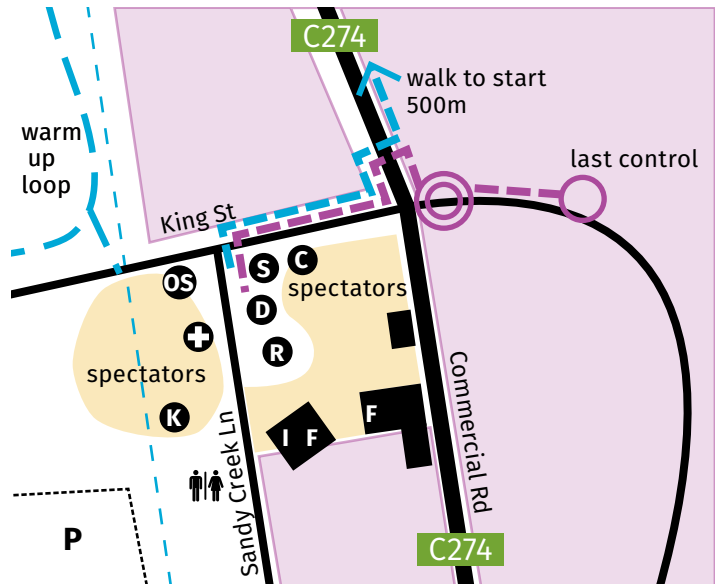 C274
walk to start
500m
warm
up
loop
last control
King St
S
C
OS
spectators
D
R
spectators
Commercial Rd
K
F
I F
Sandy Creek Ln
P
C274